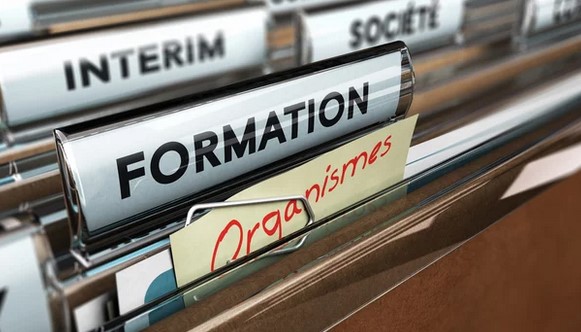 INTERIM
SOCIÉTÉ
FORMATION
Organismes